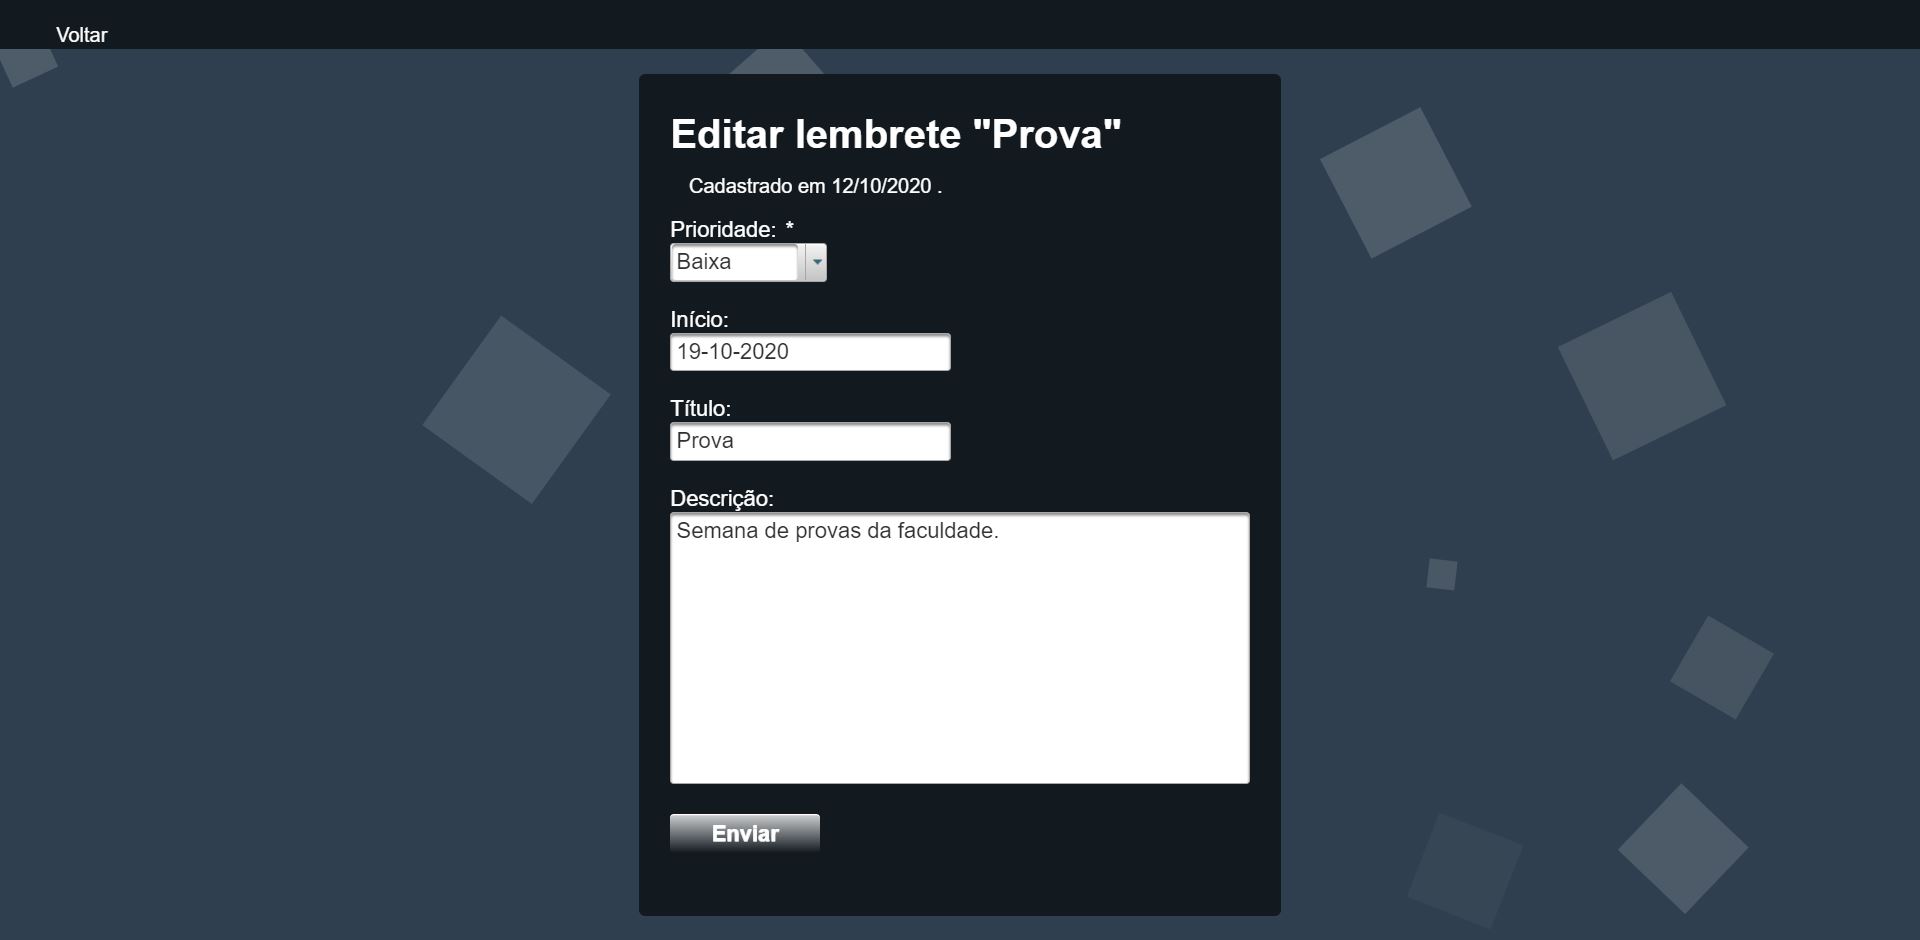 Voltar
Editar lembrete "Prova"
Cadastrado em 12/10/2020 .
Prioridade: *
Baixa
Início:
19-10-2020
Título:
Prova
Descrição:
Semana de provas da faculdade.
Enviar